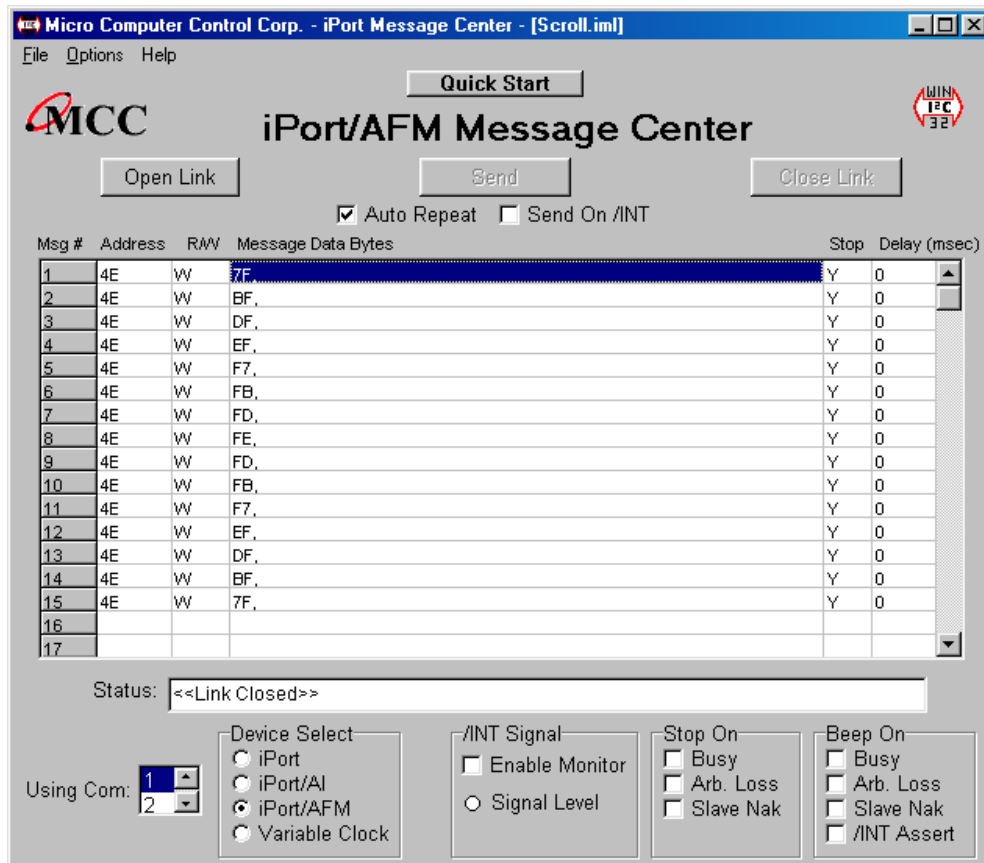 Micro Computer Control Corp. - iPort Message Center - [Scroll.iml]
File Options Help
Quick Start
MCC
iPort/AFM Message Center
WIN
I²C
32
Open Link Send Close Link
Auto Repeat Send On /INT
Msg # Address R/W Message Data Bytes Stop Delay (msec)
1 4E W 7F, Y 0
2 4E W BF, Y 0
3 4E W DF, Y 0
4 4E W EF, Y 0
5 4E W F7, Y 0
6 4E W FB, Y 0
7 4E W FD, Y 0
8 4E W FE, Y 0
9 4E W FD, Y 0
10 4E W FB, Y 0
11 4E W F7, Y 0
12 4E W EF, Y 0
13 4E W DF, Y 0
14 4E W BF, Y 0
15 4E W 7F, Y 0
16
17
Status: <<Link Closed>>
Using Com: 1
2
Device Select
iPort
iPort/AI
iPort/AFM
Variable Clock
/INT Signal
Enable Monitor
Signal Level
Stop On
Busy
Arb. Loss
Slave Nak
Beep On
Busy
Arb. Loss
Slave Nak
/INT Assert